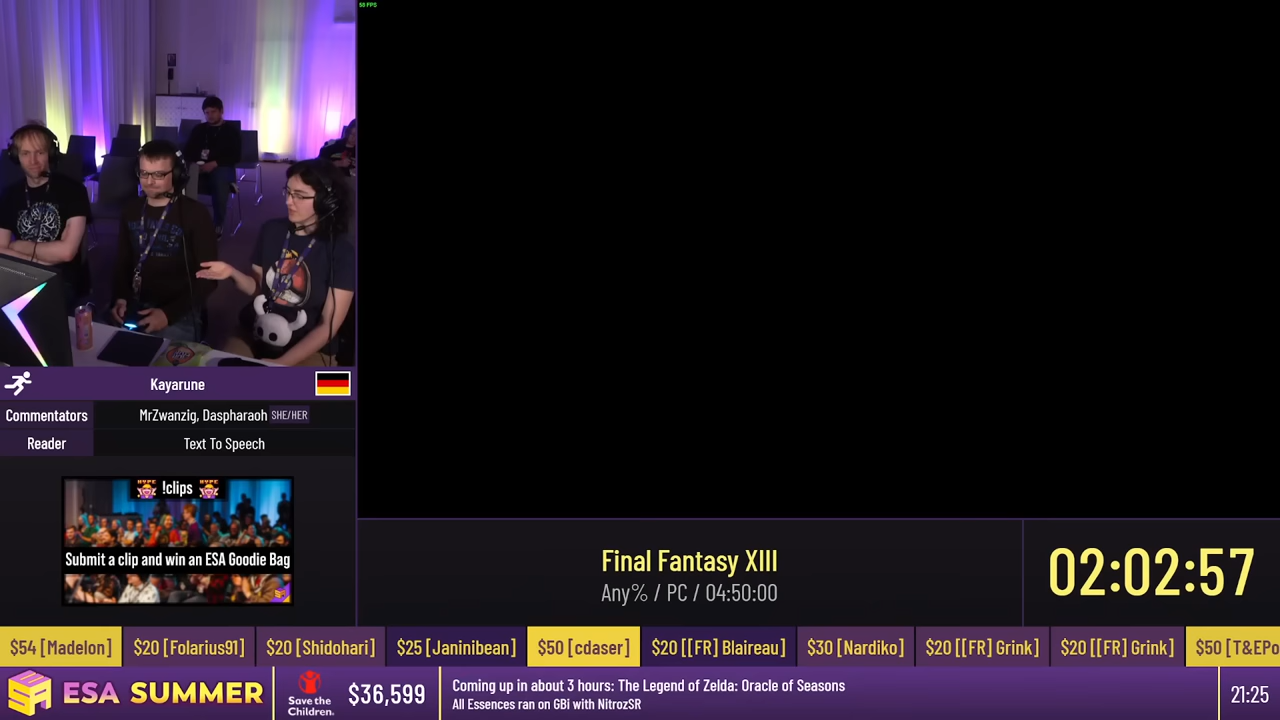 58 FPS
Kayarune
Commentators
MrZwanzig, Daspharaoh SHE/HER
Reader
Text To Speech
HYPE !clips HYPE
Submit a clip and win an ESA Goodie Bag
Final Fantasy XIII
Any% / PC / 04:50:00
02:02:57
$54 [Madelon]
$20 [Folarius91]
$20 [Shidohari]
$25 [Janinibean]
$50 [cdaser]
$20 [[FR] Blaireau]
$30 [Nardiko]
$20 [[FR] Grink]
$20 [[FR] Grink]
$50 [T&EPo
ESA SUMMER
Save the
Children.
$36,599
Coming up in about 3 hours: The Legend of Zelda: Oracle of Seasons
All Essences ran on GBi with NitrozSR
21:25